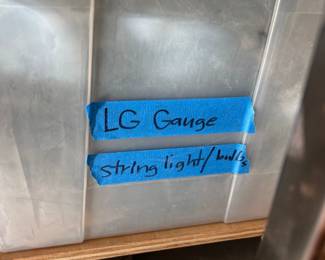 LG Gauge
string light/bulbs